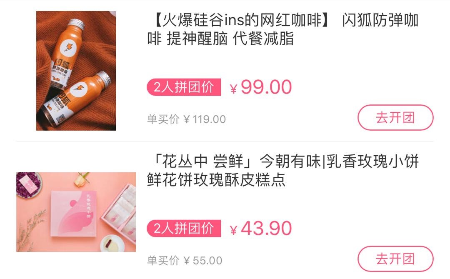 【火爆硅谷ins的网红咖啡】 闪狐防弹咖
啡 提神醒脑 代餐减脂
2人拼团价 ￥99.00
单买价 ￥119.00
去开团
「花丛中 尝鲜」今朝有味|乳香玫瑰小饼
鲜花饼玫瑰酥皮糕点
2人拼团价 ￥43.90
单买价 ￥55.00
去开团